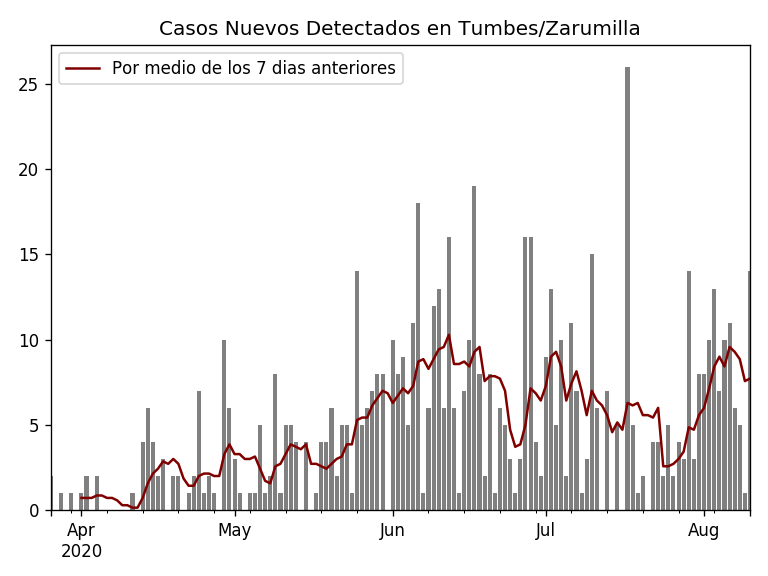 Casos Nuevos Detectados en Tumbes/Zarumilla
Por medio de los 7 dias anteriores
25
20
15
10
5
0
Apr May Jun Jul Aug
2020